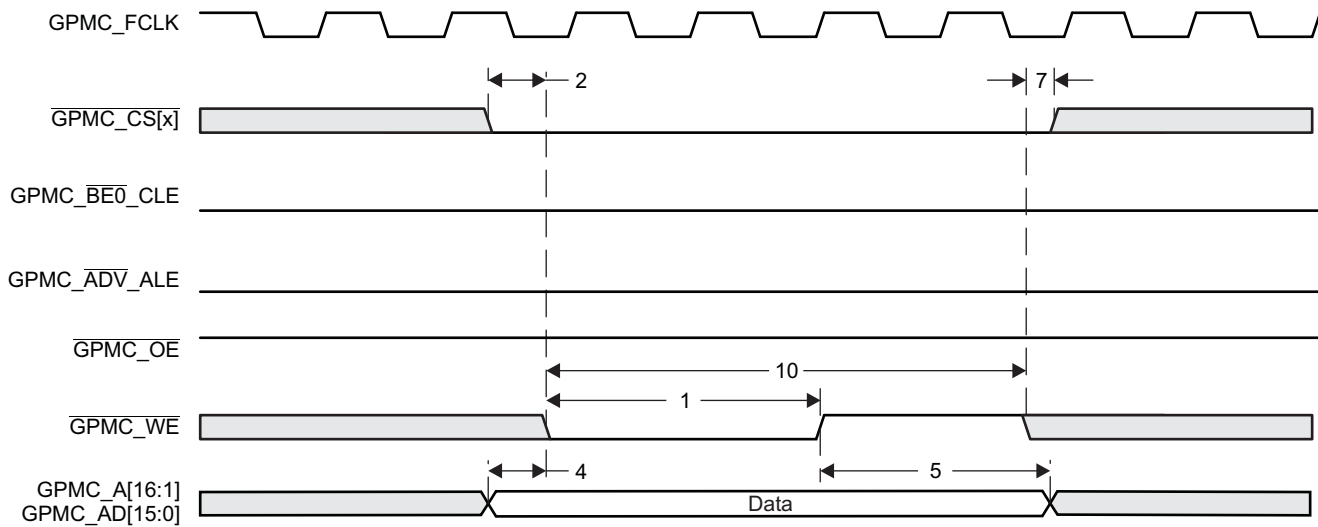 GPMC_FCLK
2
7
GPMC_CS[x]
GPMC_BE0_CLE
GPMC_ADV_ALE
GPMC_OE
10
1
GPMC_WE
4
5
GPMC_A[16:1]
GPMC_AD[15:0]
Data